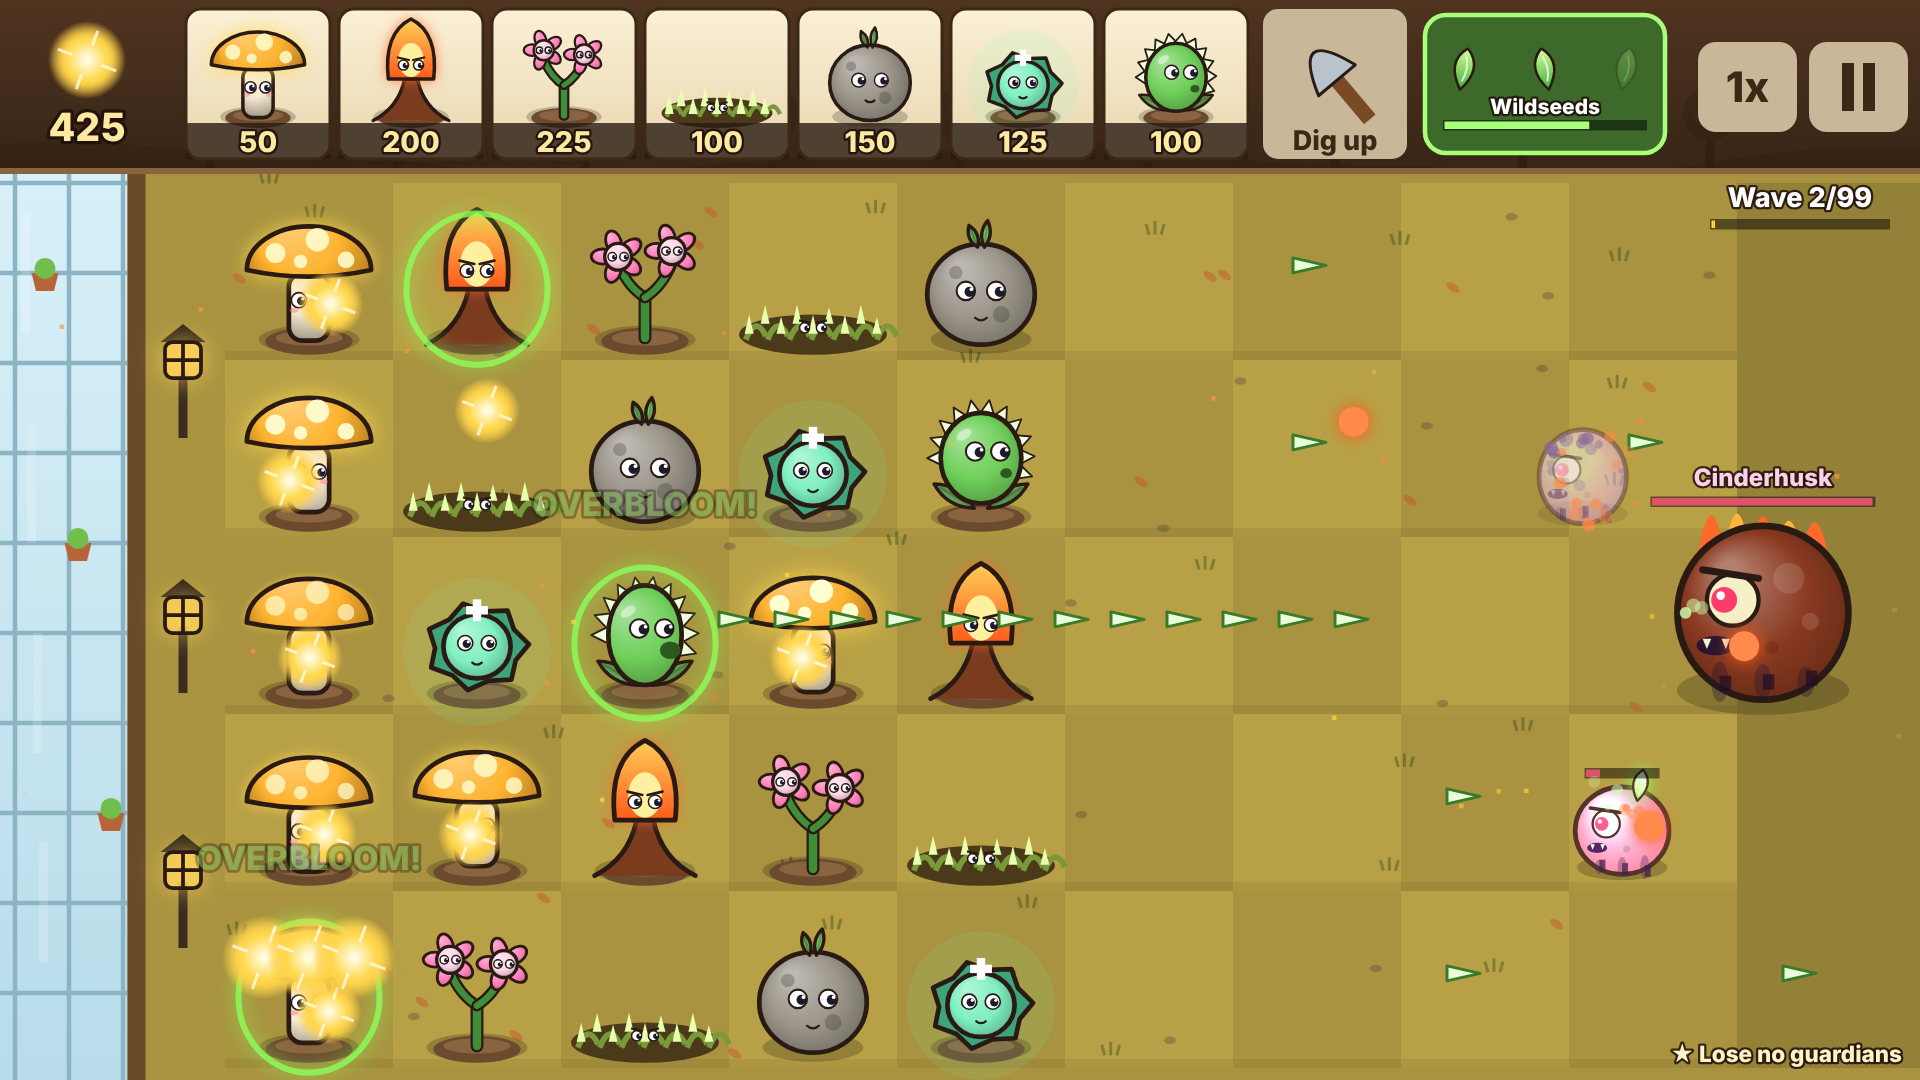 425
50
200
225
100
150
125
100
Dig up
Wildseeds
1x
Wave 2/99
Cinderhusk
OVERBLOOM!
OVERBLOOM!
★ Lose no guardians